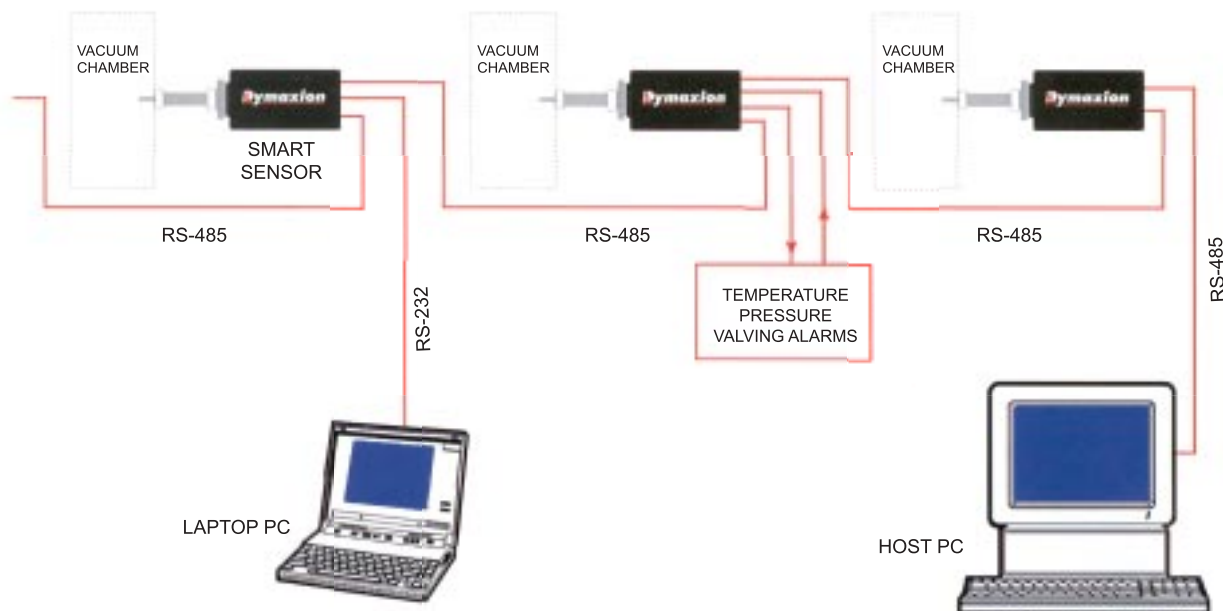 VACUUM
CHAMBER
Dymaxion
SMART
SENSOR
RS-485
VACUUM
CHAMBER
Dymaxion
RS-485
VACUUM
CHAMBER
Dymaxion
RS-485
RS-485
RS-232
TEMPERATURE
PRESSURE
VALVING ALARMS
LAPTOP PC
HOST PC